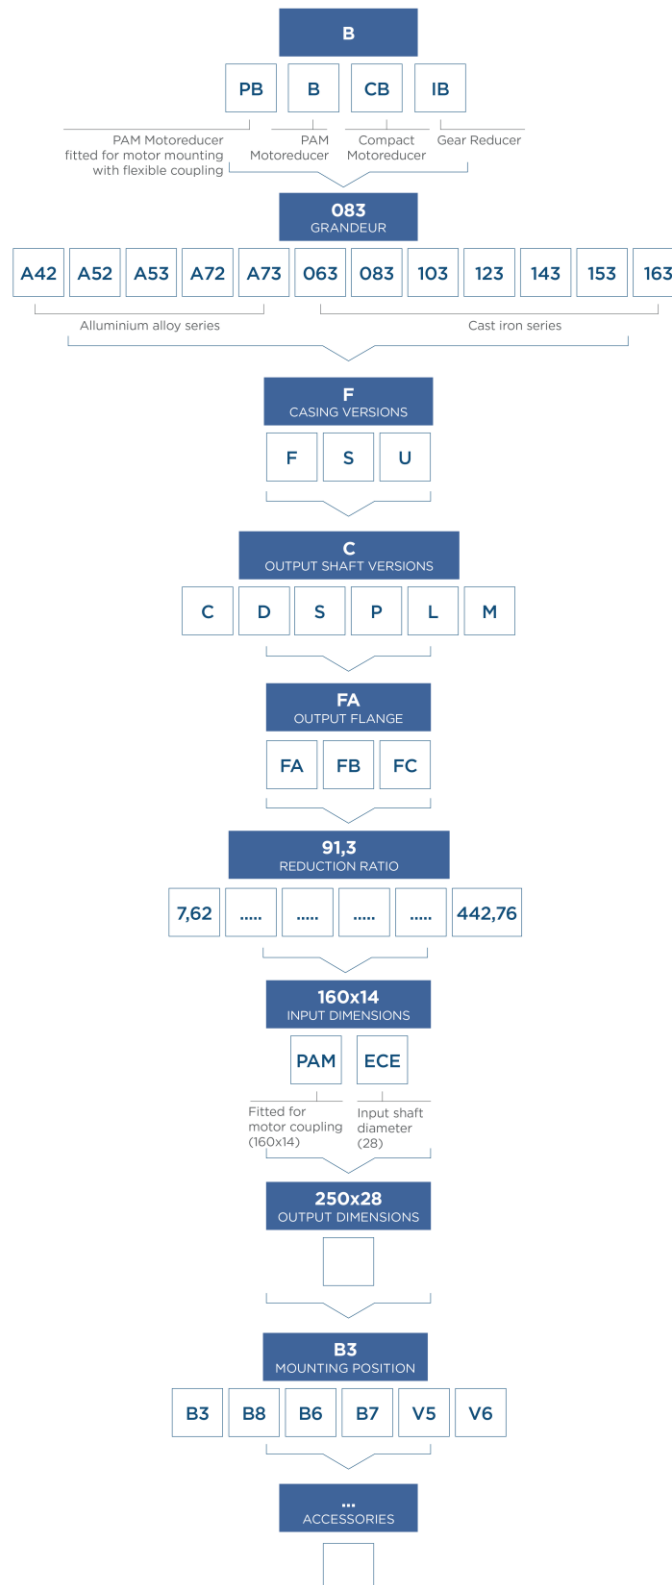 B
PB B CB IB
PAM Motoreducer
fitted for motor mounting
with flexible coupling
PAM
Motoreducer
Compact
Motoreducer
Gear Reducer
083
GRANDEUR
A42 A52 A53 A72 A73 063 083 103 123 143 153 163
Alluminium alloy series
Cast iron series
F
CASING VERSIONS
F S U
C
OUTPUT SHAFT VERSIONS
C D S P L M
FA
OUTPUT FLANGE
FA FB FC
91,3
REDUCTION RATIO
7,62 ..... ..... ..... ..... 442,76
160x14
INPUT DIMENSIONS
PAM ECE
Fitted for
motor coupling
(160x14)
Input shaft
diameter
(28)
250x28
OUTPUT DIMENSIONS
B3
MOUNTING POSITION
B3 B8 B6 B7 V5 V6
...
ACCESSORIES